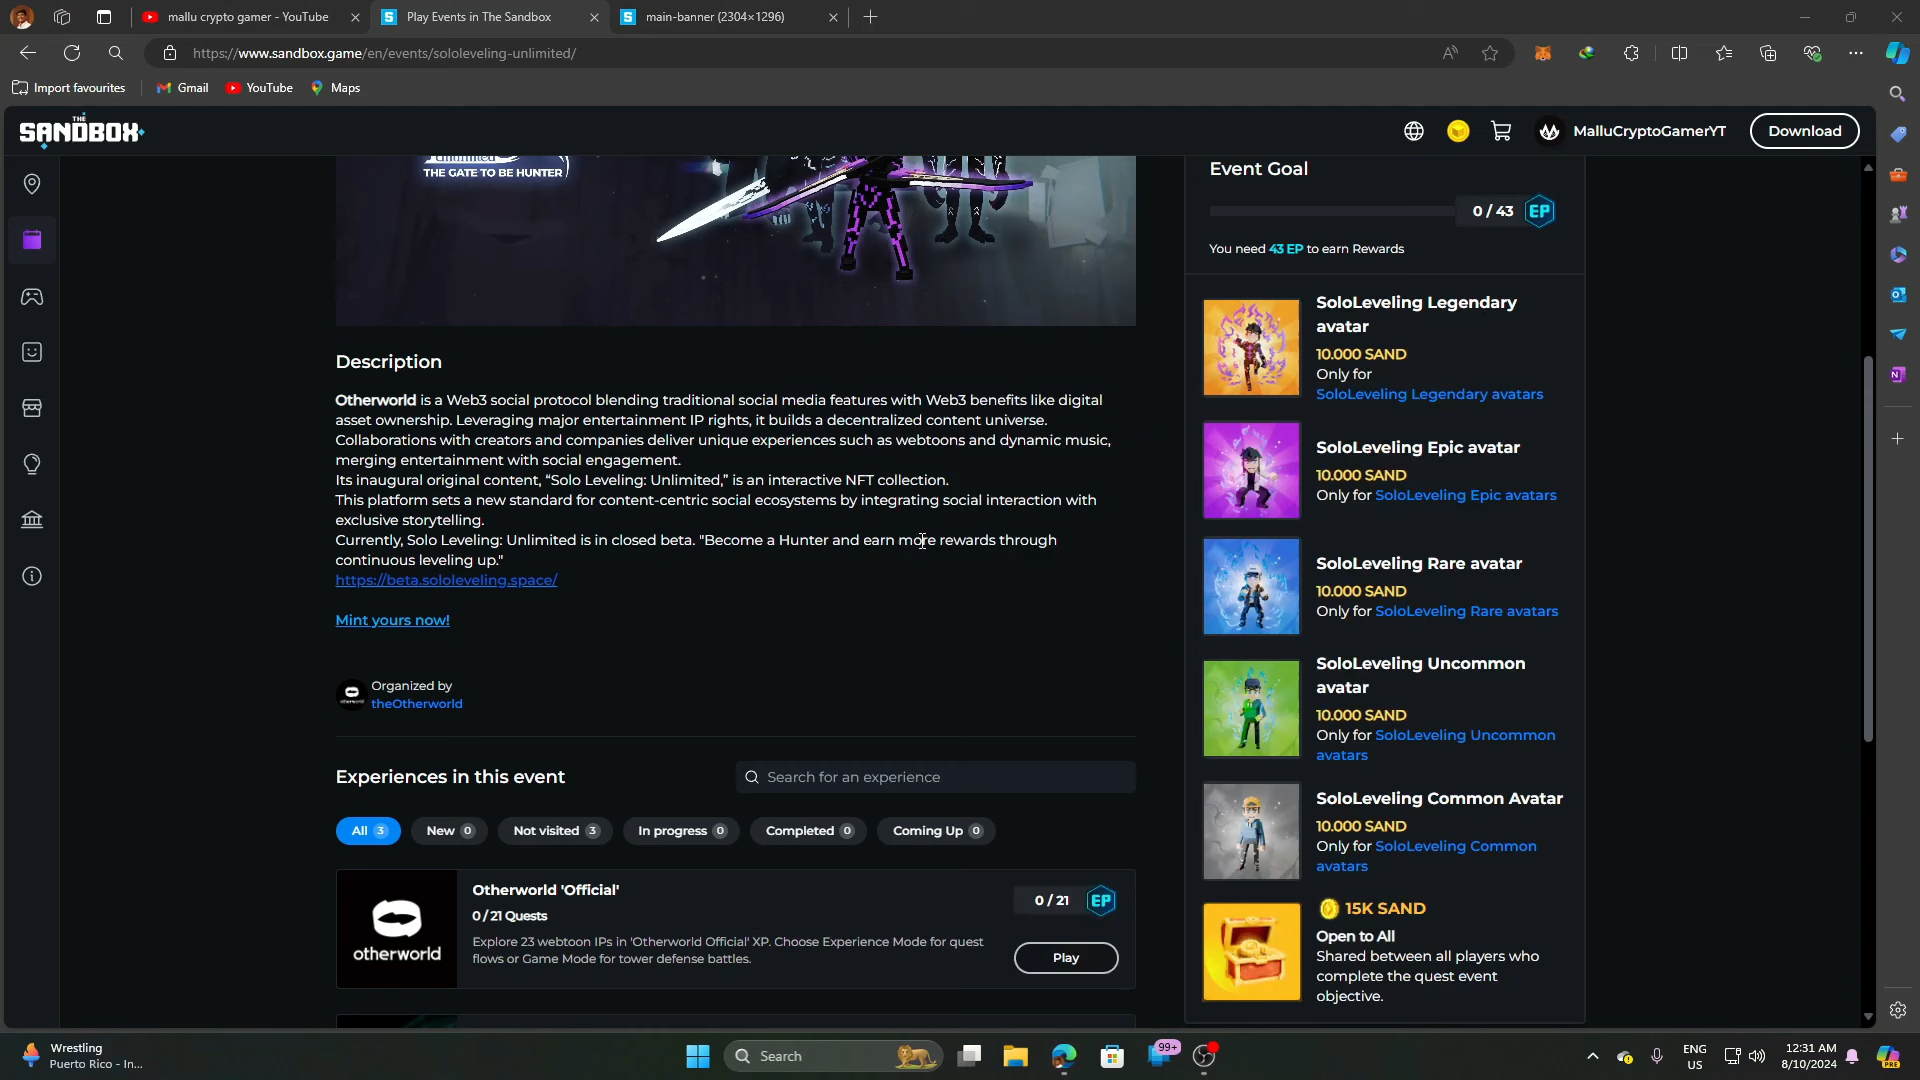 mallu crypto gamer - YouTube
Play Events in The Sandbox
main-banner (2304×1296)
https://www.sandbox.game/en/events/sololeveling-unlimited/
Import favourites
Gmail
YouTube
Maps
THE
SANDBOX
MalluCryptoGamerYT
Download
Unlimited
THE GATE TO BE HUNTER
Event Goal
0 / 43
EP
You need 43 EP to earn Rewards
Description
Otherworld is a Web3 social protocol blending traditional social media features with Web3 benefits like digital
asset ownership. Leveraging major entertainment IP rights, it builds a decentralized content universe.
Collaborations with creators and companies deliver unique experiences such as webtoons and dynamic music,
merging entertainment with social engagement.
Its inaugural original content, “Solo Leveling: Unlimited,” is an interactive NFT collection.
This platform sets a new standard for content-centric social ecosystems by integrating social interaction with
exclusive storytelling.
Currently, Solo Leveling: Unlimited is in closed beta. "Become a Hunter and earn more rewards through
continuous leveling up."
https://beta.sololeveling.space/
Mint yours now!
Organized by
theOtherworld
Experiences in this event
Search for an experience
All 3
New 0
Not visited 3
In progress 0
Completed 0
Coming Up 0
otherworld
Otherworld 'Official'
0 / 21 Quests
Explore 23 webtoon IPs in 'Otherworld Official' XP. Choose Experience Mode for quest
flows or Game Mode for tower defense battles.
0 / 21
EP
Play
SoloLeveling Legendary
avatar
10.000 SAND
Only for
SoloLeveling Legendary avatars
SoloLeveling Epic avatar
10.000 SAND
Only for SoloLeveling Epic avatars
SoloLeveling Rare avatar
10.000 SAND
Only for SoloLeveling Rare avatars
SoloLeveling Uncommon
avatar
10.000 SAND
Only for SoloLeveling Uncommon
avatars
SoloLeveling Common Avatar
10.000 SAND
Only for SoloLeveling Common
avatars
15K SAND
Open to All
Shared between all players who
complete the quest event
objective.
Wrestling
Puerto Rico - In...
Search
99+
ENG
US
12:31 AM
8/10/2024
PRE